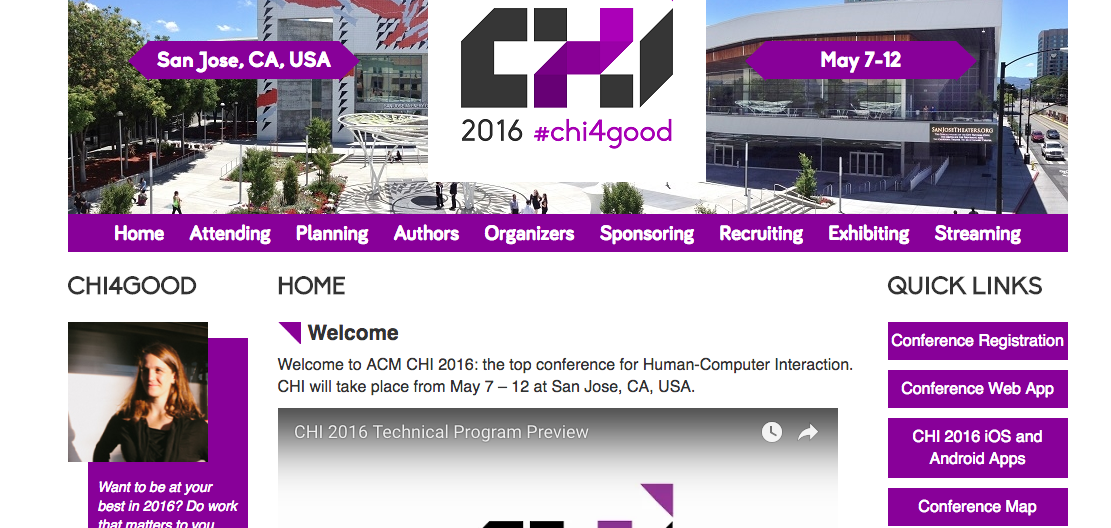 San Jose, CA, USA
CHI
May 7-12
2016 #chi4good
SANJOSETHEATERS.ORG
Home Attending Planning Authors Organizers Sponsoring Recruiting Exhibiting Streaming
CHI4GOOD
HOME
QUICK LINKS
Welcome
Welcome to ACM CHI 2016: the top conference for Human-Computer Interaction.
CHI will take place from May 7 – 12 at San Jose, CA, USA.
CHI 2016 Technical Program Preview
Want to be at your
best in 2016? Do work
that matters to you
Conference Registration
Conference Web App
CHI 2016 iOS and
Android Apps
Conference Map